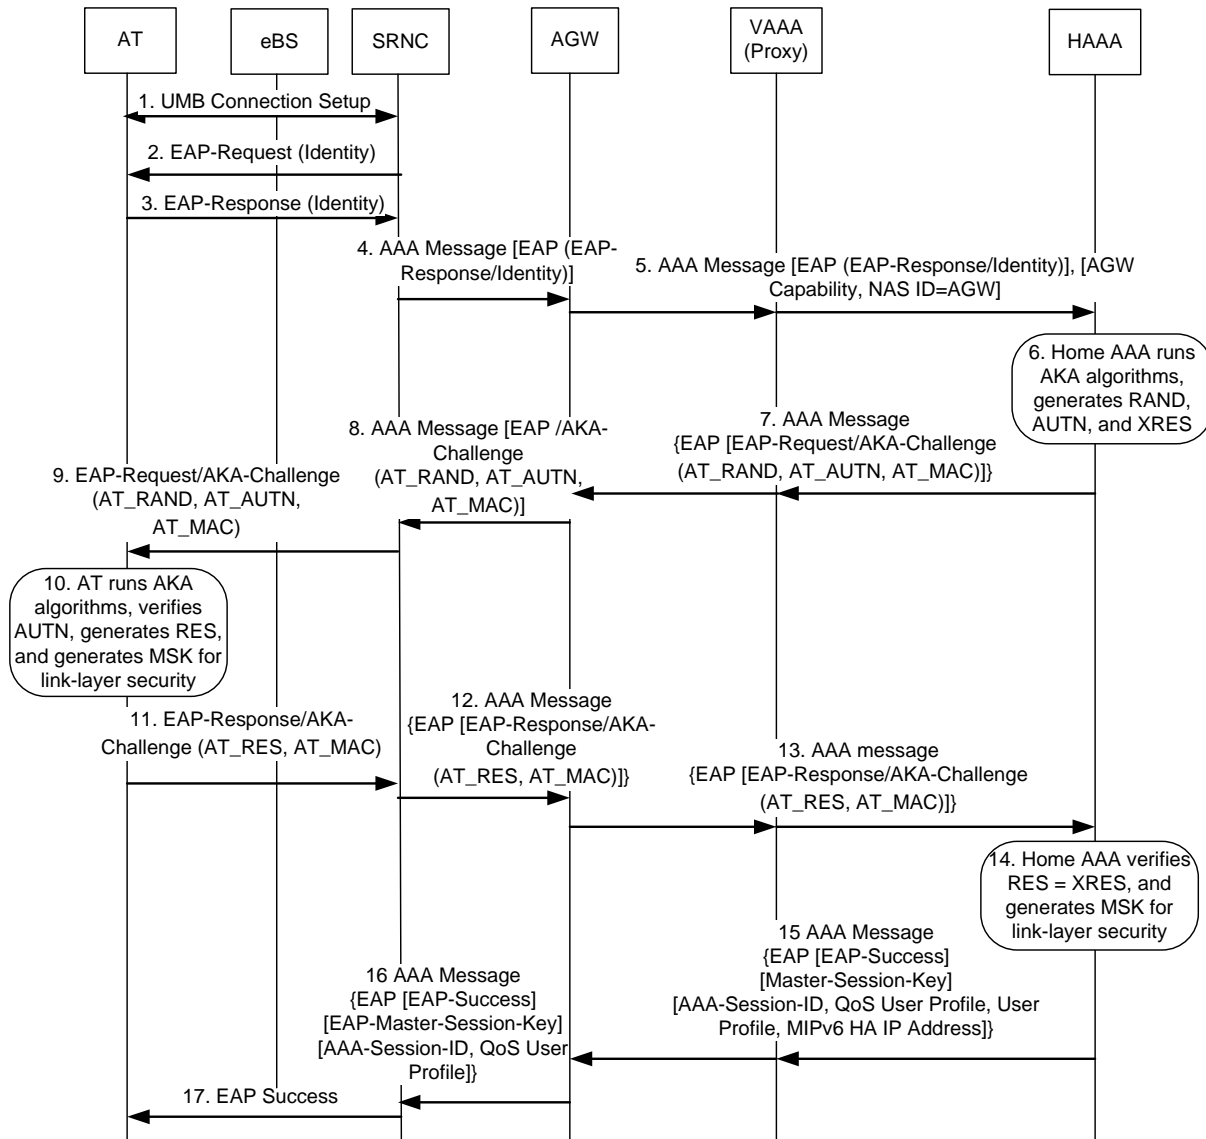 AT
eBS
SRNC
AGW
VAAA
(Proxy)
HAAA
1. UMB Connection Setup
2. EAP-Request (Identity)
3. EAP-Response (Identity)
4. AAA Message [EAP (EAP-
Response/Identity)]
5. AAA Message [EAP (EAP-Response/Identity)], [AGW
Capability, NAS ID=AGW]
6. Home AAA runs
AKA algorithms,
generates RAND,
AUTN, and XRES
7. AAA Message
{EAP [EAP-Request/AKA-Challenge
(AT_RAND, AT_AUTN, AT_MAC)]}
8. AAA Message [EAP /AKA-
Challenge
(AT_RAND, AT_AUTN,
AT_MAC)]
9. EAP-Request/AKA-Challenge
(AT_RAND, AT_AUTN,
AT_MAC)
10. AT runs AKA
algorithms, verifies
AUTN, generates RES,
and generates MSK for
link-layer security
11. EAP-Response/AKA-
Challenge (AT_RES, AT_MAC)
12. AAA Message
{EAP [EAP-Response/AKA-
Challenge
(AT_RES, AT_MAC)]}
13. AAA message
{EAP [EAP-Response/AKA-Challenge
(AT_RES, AT_MAC)]}
14. Home AAA verifies
RES = XRES, and
generates MSK for
link-layer security
15 AAA Message
{EAP [EAP-Success]
[Master-Session-Key]
[AAA-Session-ID, QoS User Profile, User
Profile, MIPv6 HA IP Address]}
16 AAA Message
{EAP [EAP-Success]
[EAP-Master-Session-Key]
[AAA-Session-ID, QoS User
Profile]}
17. EAP Success